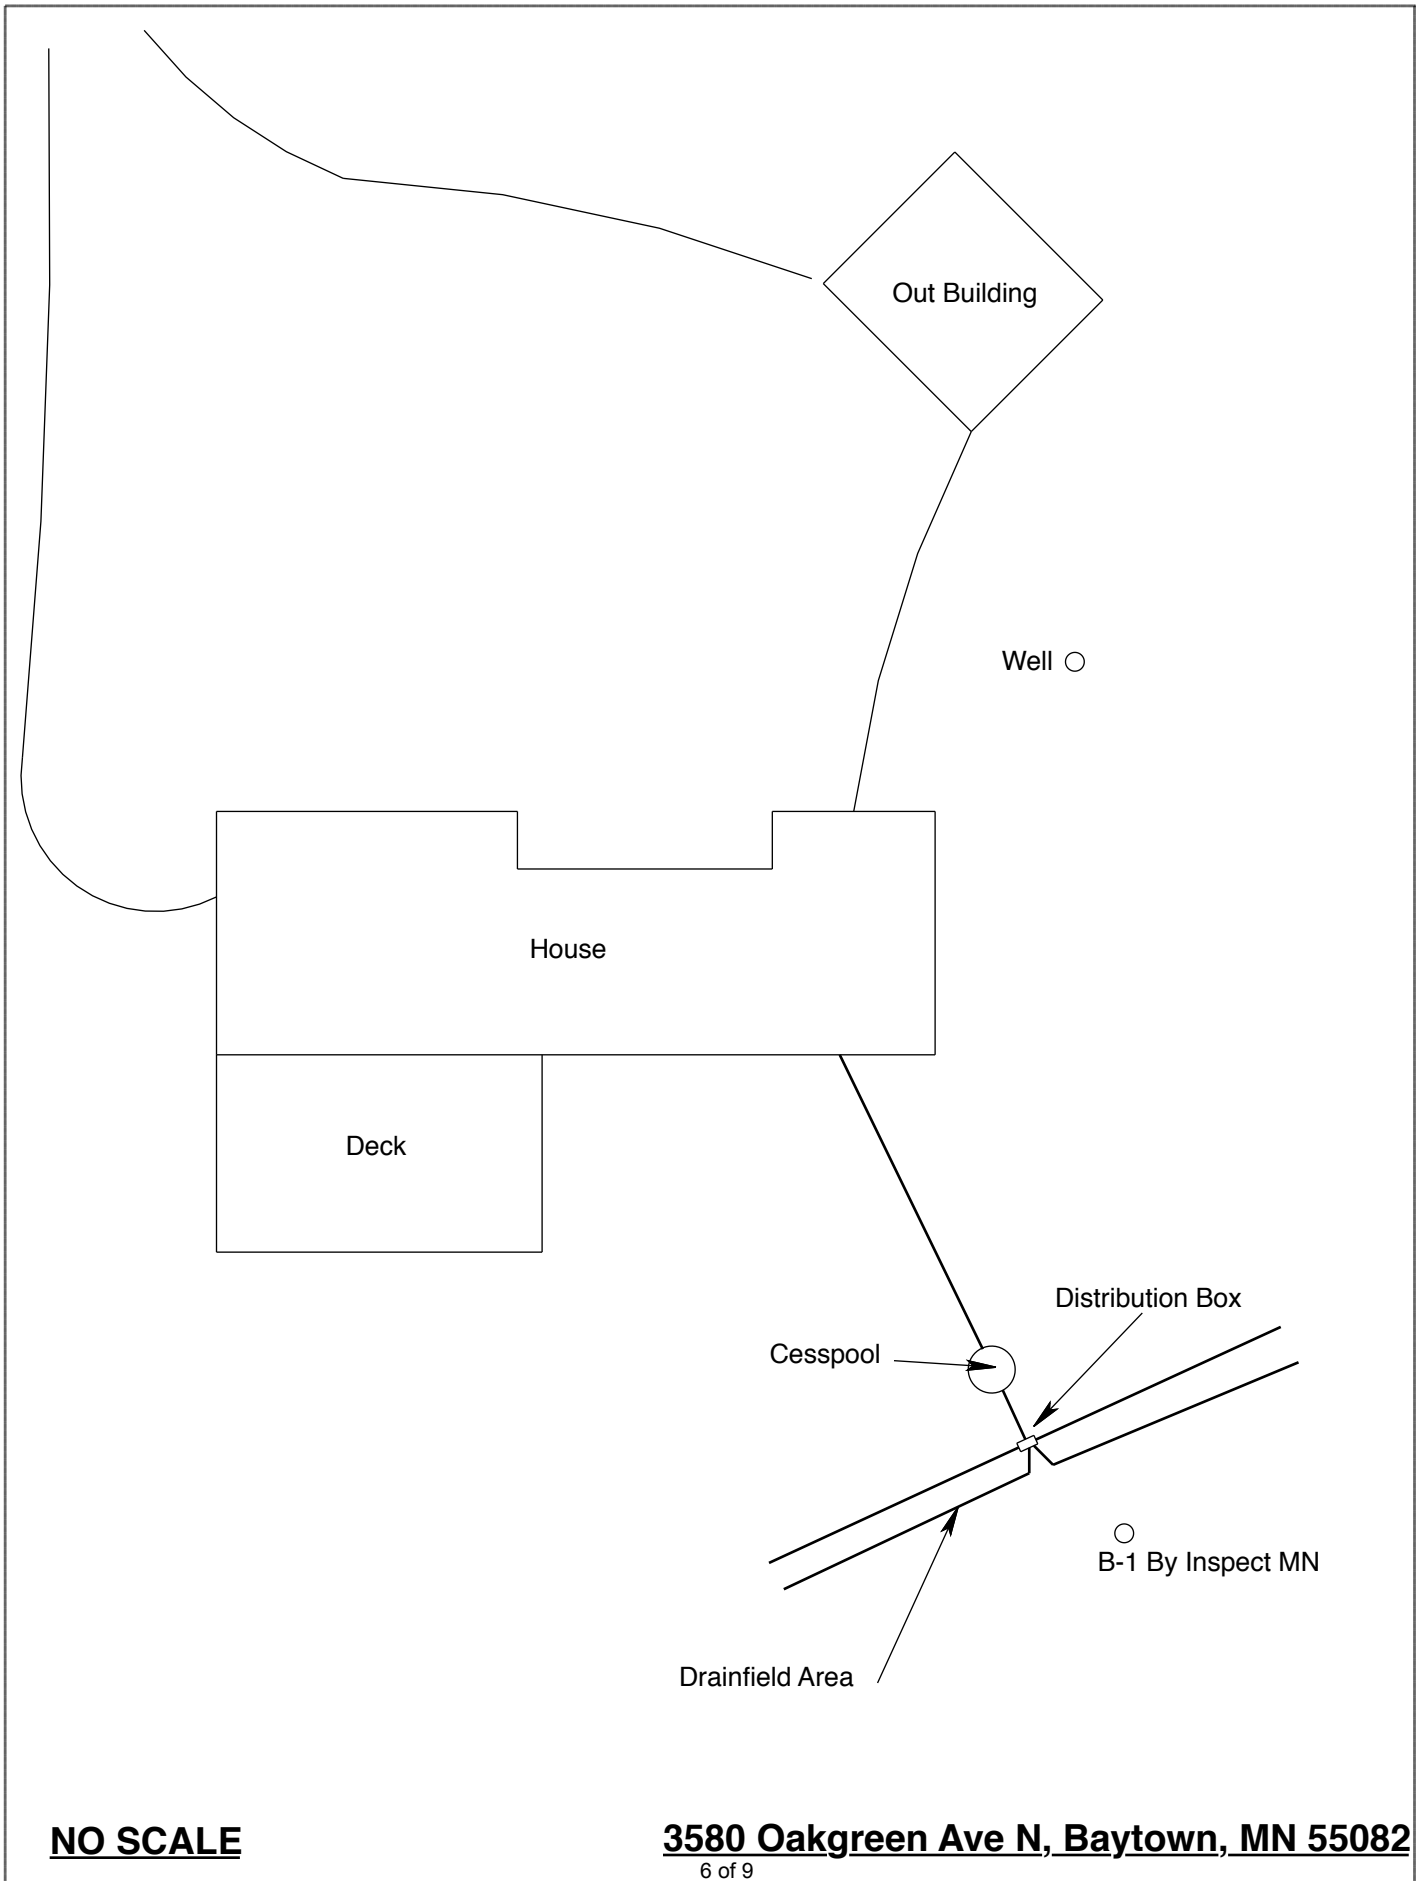 Out Building
Well
House
Deck
Distribution Box
Cesspool
B-1 By Inspect MN
Drainfield Area
NO SCALE
3580 Oakgreen Ave N, Baytown, MN 55082
6 of 9